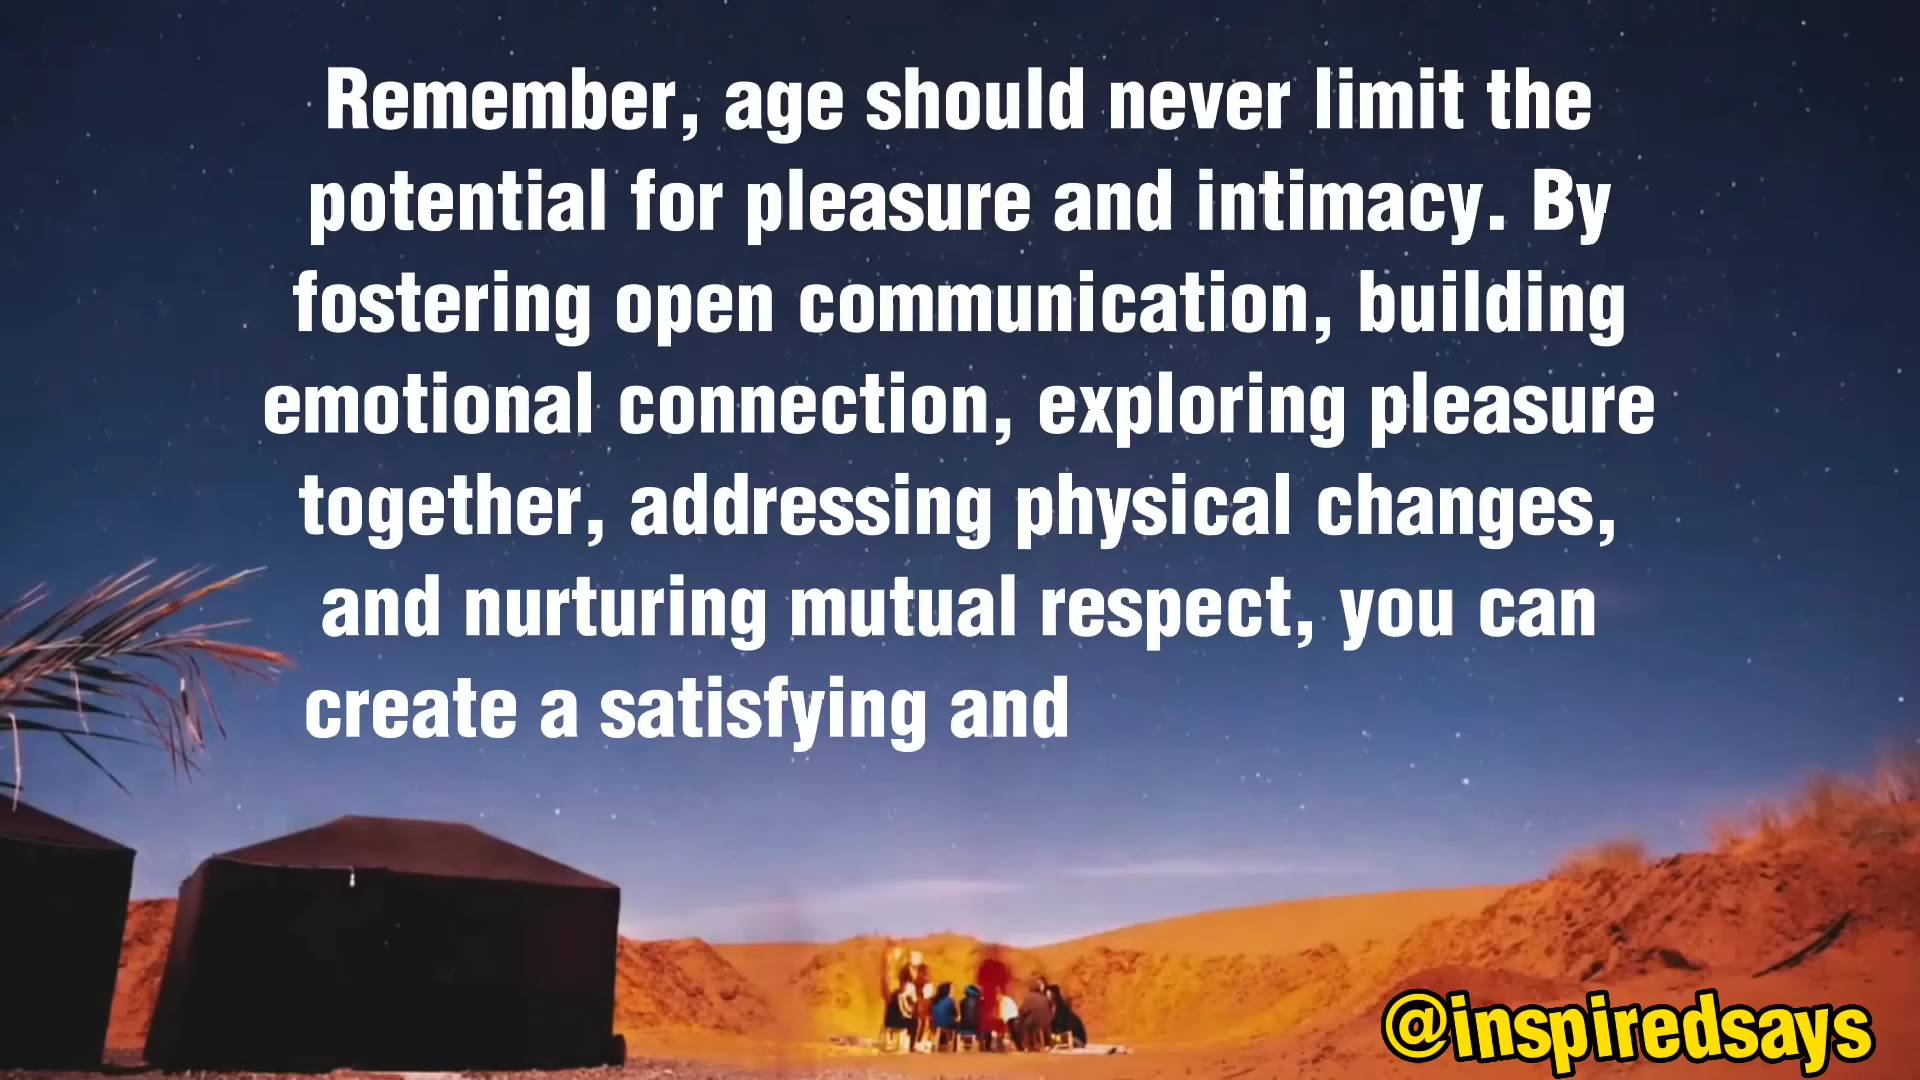 Remember, age should never limit the
potential for pleasure and intimacy. By
fostering open communication, building
emotional connection, exploring pleasure
together, addressing physical changes,
and nurturing mutual respect, you can
create a satisfying and
@inspiredsays